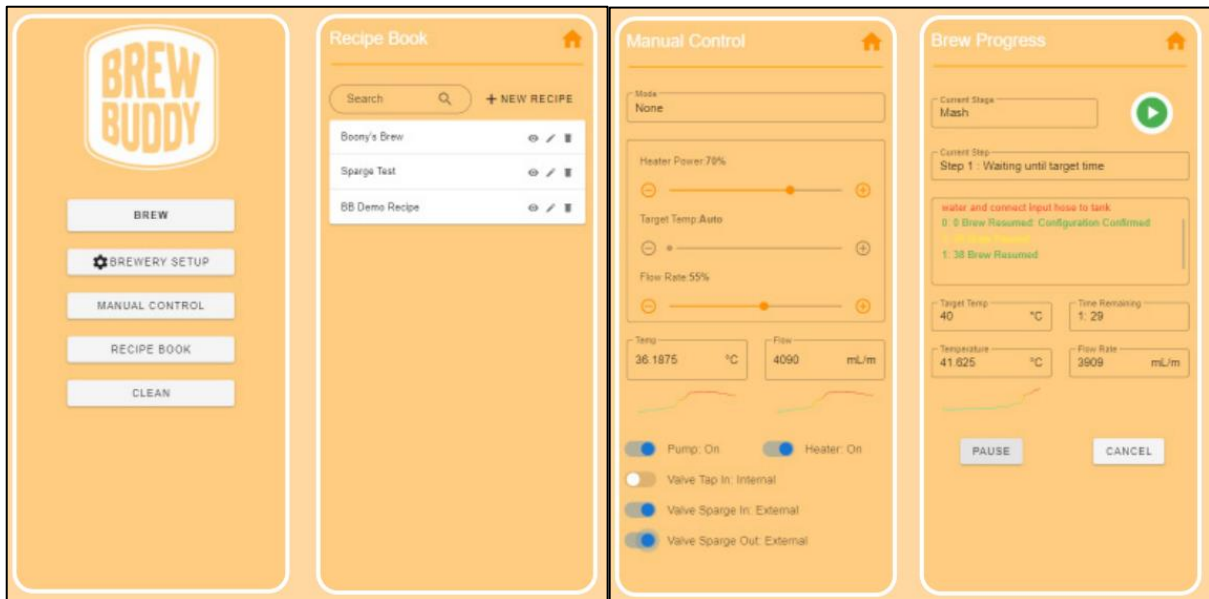 BREW
BUDDY
BREW
BREWERY SETUP
MANUAL CONTROL
RECIPE BOOK
CLEAN
Recipe Book
Search
+ NEW RECIPE
Boony's Brew
Sparge Test
BB Demo Recipe
Manual Control
Mode
None
Heater Power:70%
Target Temp:Auto
Flow Rate:55%
Temp
36.1875 °C
Flow
4090 mL/m
Pump: On
Heater: On
Valve Tap In: Internal
Valve Sparge In: External
Valve Sparge Out: External
Brew Progress
Current Stage
Mash
Current Step
Step 1 : Waiting until target time
water and connect input hose to tank
0: 0 Brew Resumed: Configuration Confirmed
1: 38 Brew Resumed
Target Temp
40 °C
Time Remaining
1: 29
Temperature
41.625 °C
Flow Rate
3909 mL/m
PAUSE
CANCEL